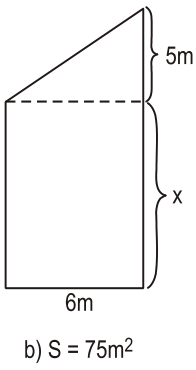 5m
x
6m
b) S = 75m²